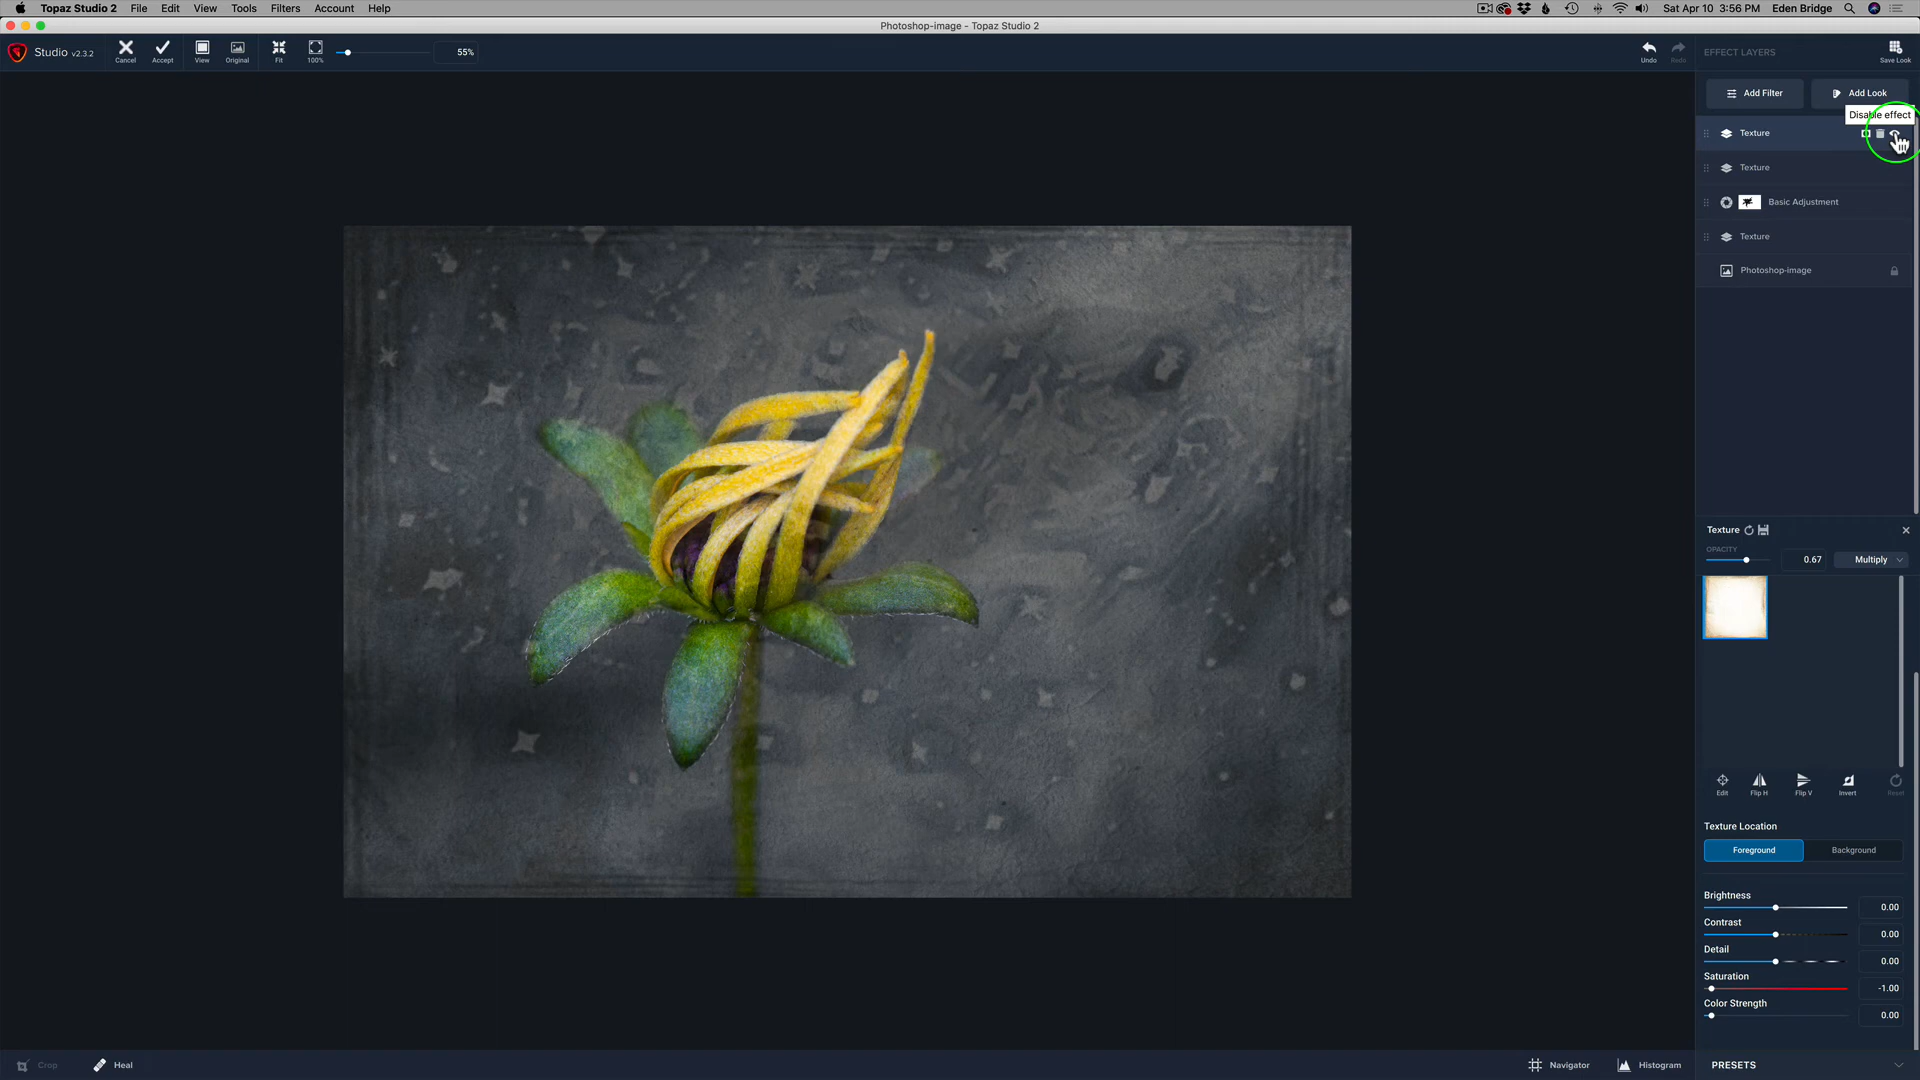 Topaz Studio 2 File Edit View Tools Filters Account Help Sat Apr 10 3:56 PM Eden Bridge
Photoshop-image - Topaz Studio 2
Studio v2.3.2 Cancel Accept View Original Fit 100% 55% Undo Redo EFFECT LAYERS Save Look
Add Filter Add Look
Disable effect
Texture
Texture
Basic Adjustment
Texture
Photoshop-image
Texture
OPACITY 0.67 Multiply
Edit Flip H Flip V Invert Reset
Texture Location
Foreground Background
Brightness 0.00
Contrast 0.00
Detail 0.00
Saturation -1.00
Color Strength 0.00
Crop Heal Navigator Histogram PRESETS